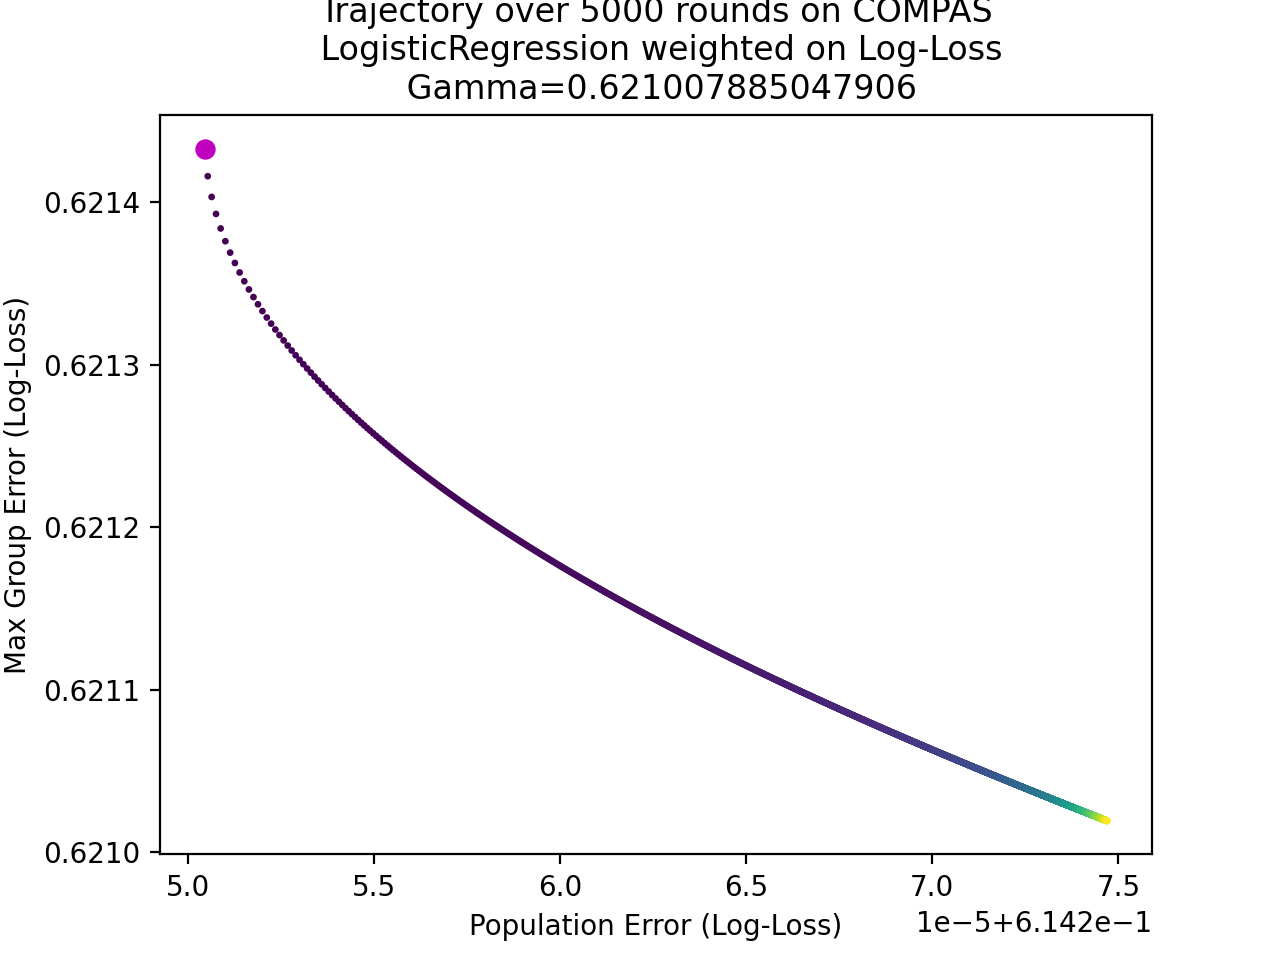 Trajectory over 5000 rounds on COMPAS
LogisticRegression weighted on Log-Loss
Gamma=0.621007885047906
Max Group Error (Log-Loss)
0.6214
0.6213
0.6212
0.6211
0.6210
5.0 5.5 6.0 6.5 7.0 7.5
Population Error (Log-Loss) 1e−5+6.142e−1